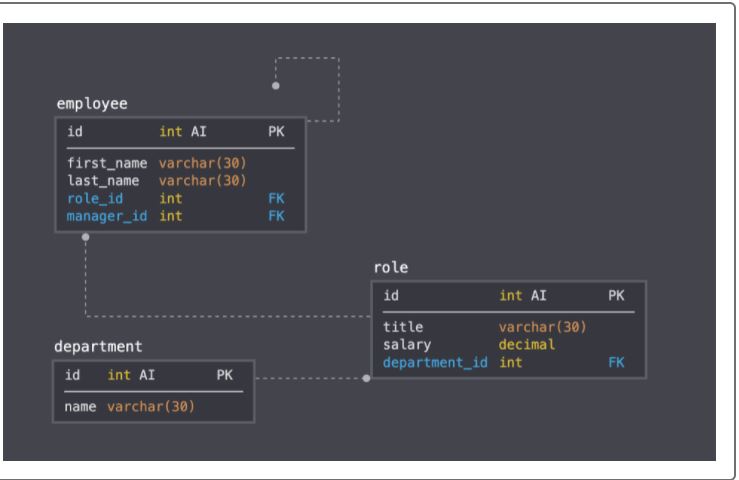 employee
id int AI PK
first_name varchar(30)
last_name varchar(30)
role_id int FK
manager_id int FK
role
id int AI PK
title varchar(30)
salary decimal
department_id int FK
department
id int AI PK
name varchar(30)